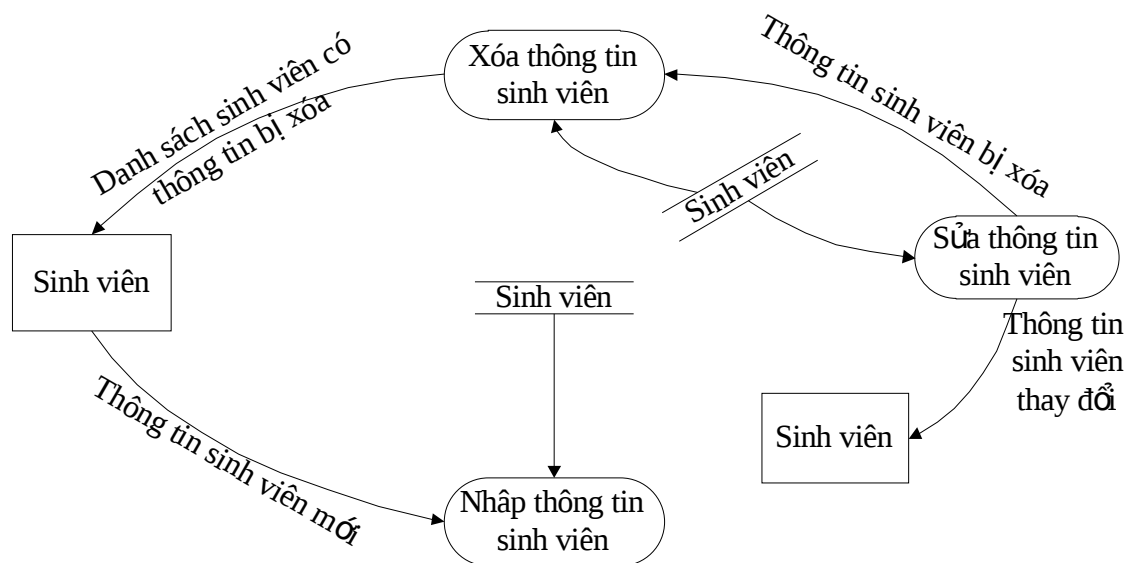 Xóa thông tin
sinh viên
Thông tin sinh viên bị xóa
Danh sách sinh viên có
thông tin bị xóa
Sinh viên
Sửa thông tin
sinh viên
Sinh viên
Sinh viên
Thông tin
sinh viên
thay đổi
Thông tin sinh viên mới
Sinh viên
Nhâp thông tin
sinh viên